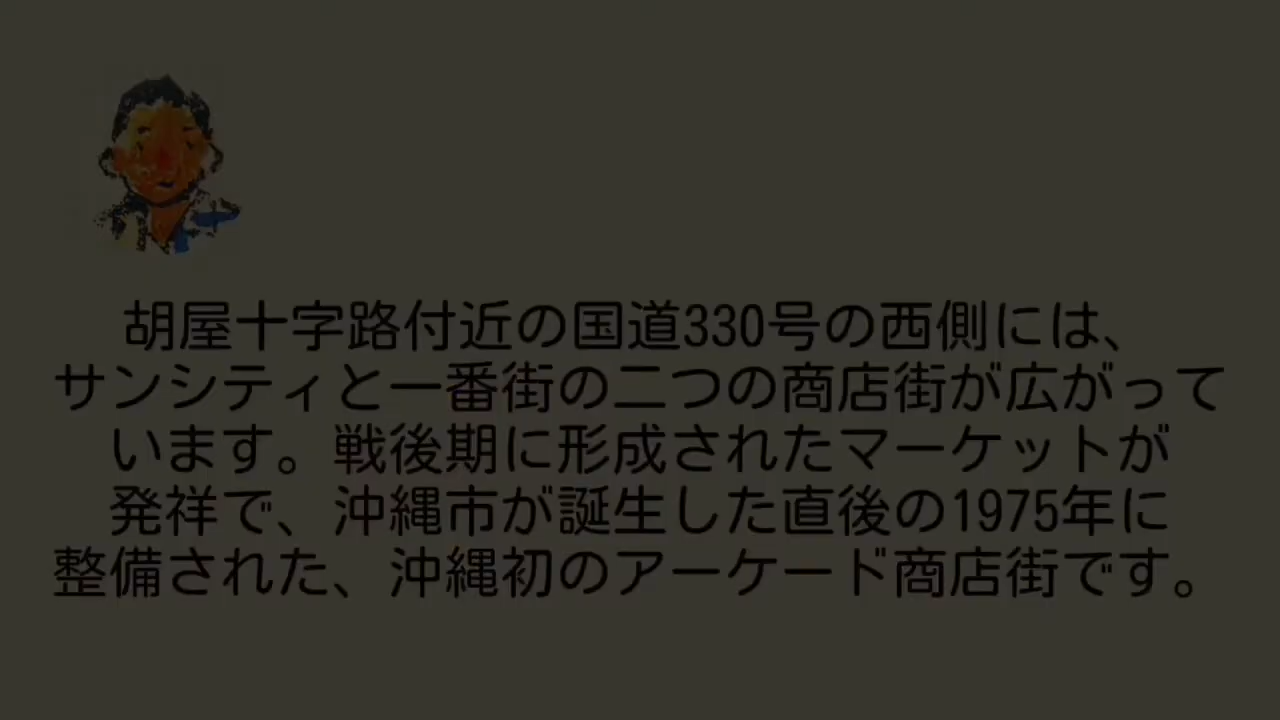 胡屋十字路付近の国道330号の西側には、
サンシティと一番街の二つの商店街が広がって
います。戦後期に形成されたマーケットが
発祥で、沖縄市が誕生した直後の1975年に
整備された、沖縄初のアーケード商店街です。